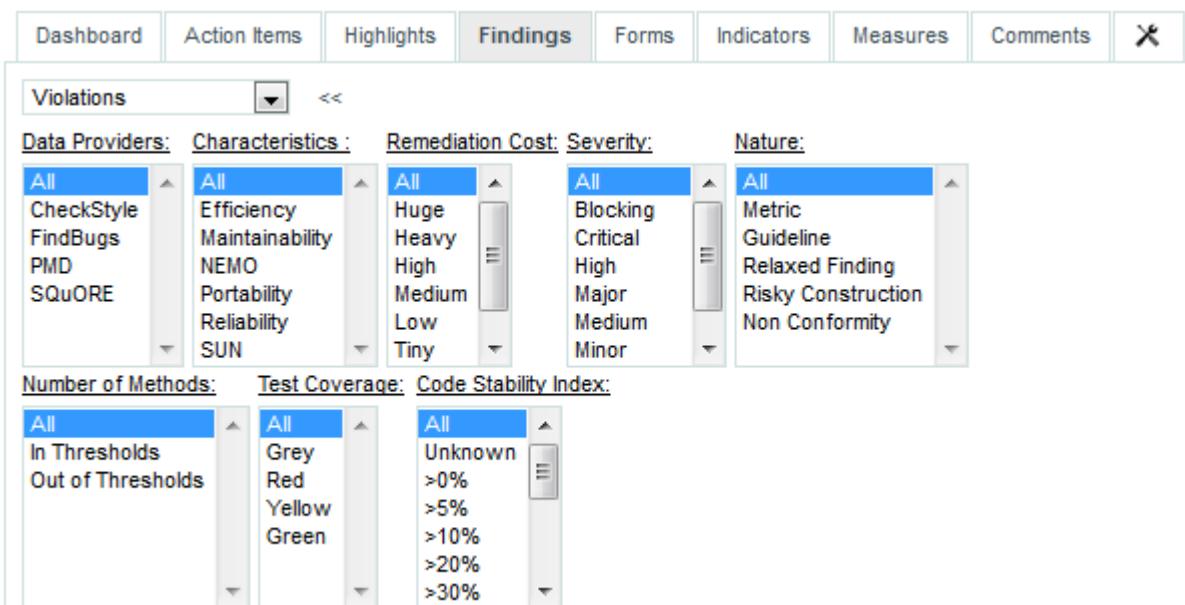 Dashboard Action Items Highlights Findings Forms Indicators Measures Comments
Violations <<
Data Providers: Characteristics : Remediation Cost: Severity: Nature:
All All All All All
CheckStyle Efficiency Huge Blocking Metric
FindBugs Maintainability Heavy Critical Guideline
PMD NEMO High High Relaxed Finding
SQuORE Portability Medium Major Risky Construction
Reliability Low Medium Non Conformity
SUN Tiny Minor
Number of Methods: Test Coverage: Code Stability Index:
All All All
In Thresholds Grey Unknown
Out of Thresholds Red >0%
Yellow >5%
Green >10%
>20%
>30%